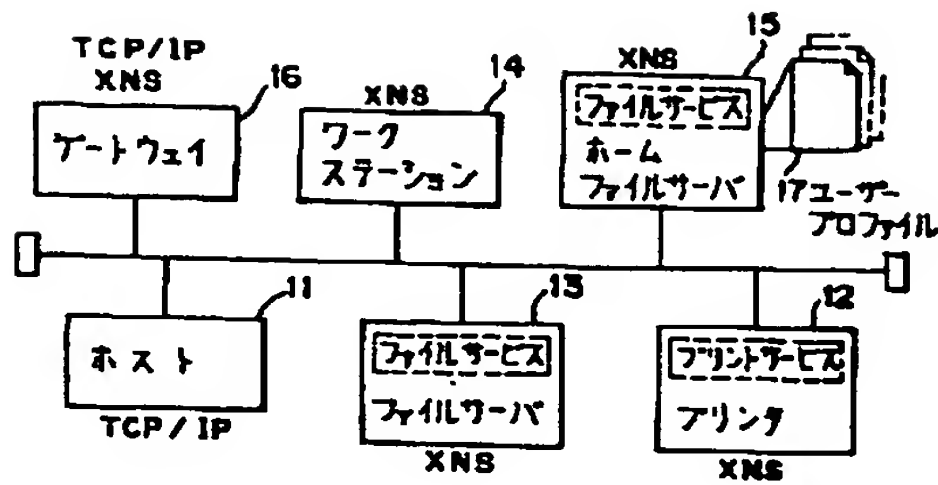 TCP/IP
XNS
16
ゲートウェイ
XNS
14
ワーク
ステーション
XNS
15
ファイルサービス
ホーム
ファイルサーバ
17ユーザー
プロファイル
11
ホスト
TCP/IP
13
ファイルサービス
ファイルサーバ
XNS
12
プリントサービス
プリンタ
XNS